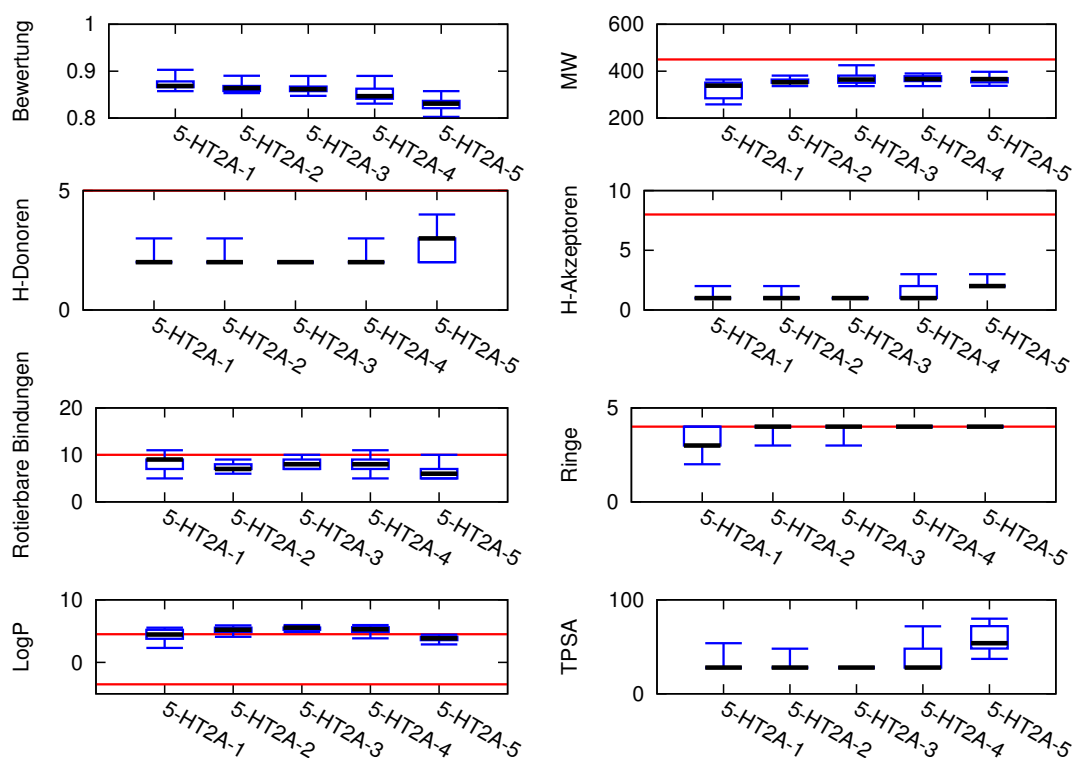 Bewertung
1
0.9
0.8
5-HT2A-1
5-HT2A-2
5-HT2A-3
5-HT2A-4
5-HT2A-5
MW
600
400
200
5-HT2A-1
5-HT2A-2
5-HT2A-3
5-HT2A-4
5-HT2A-5
H-Donoren
5
0
5-HT2A-1
5-HT2A-2
5-HT2A-3
5-HT2A-4
5-HT2A-5
H-Akzeptoren
10
5
0
5-HT2A-1
5-HT2A-2
5-HT2A-3
5-HT2A-4
5-HT2A-5
Rotierbare Bindungen
20
10
0
5-HT2A-1
5-HT2A-2
5-HT2A-3
5-HT2A-4
5-HT2A-5
Ringe
5
0
5-HT2A-1
5-HT2A-2
5-HT2A-3
5-HT2A-4
5-HT2A-5
LogP
10
0
5-HT2A-1
5-HT2A-2
5-HT2A-3
5-HT2A-4
5-HT2A-5
TPSA
100
0
5-HT2A-1
5-HT2A-2
5-HT2A-3
5-HT2A-4
5-HT2A-5